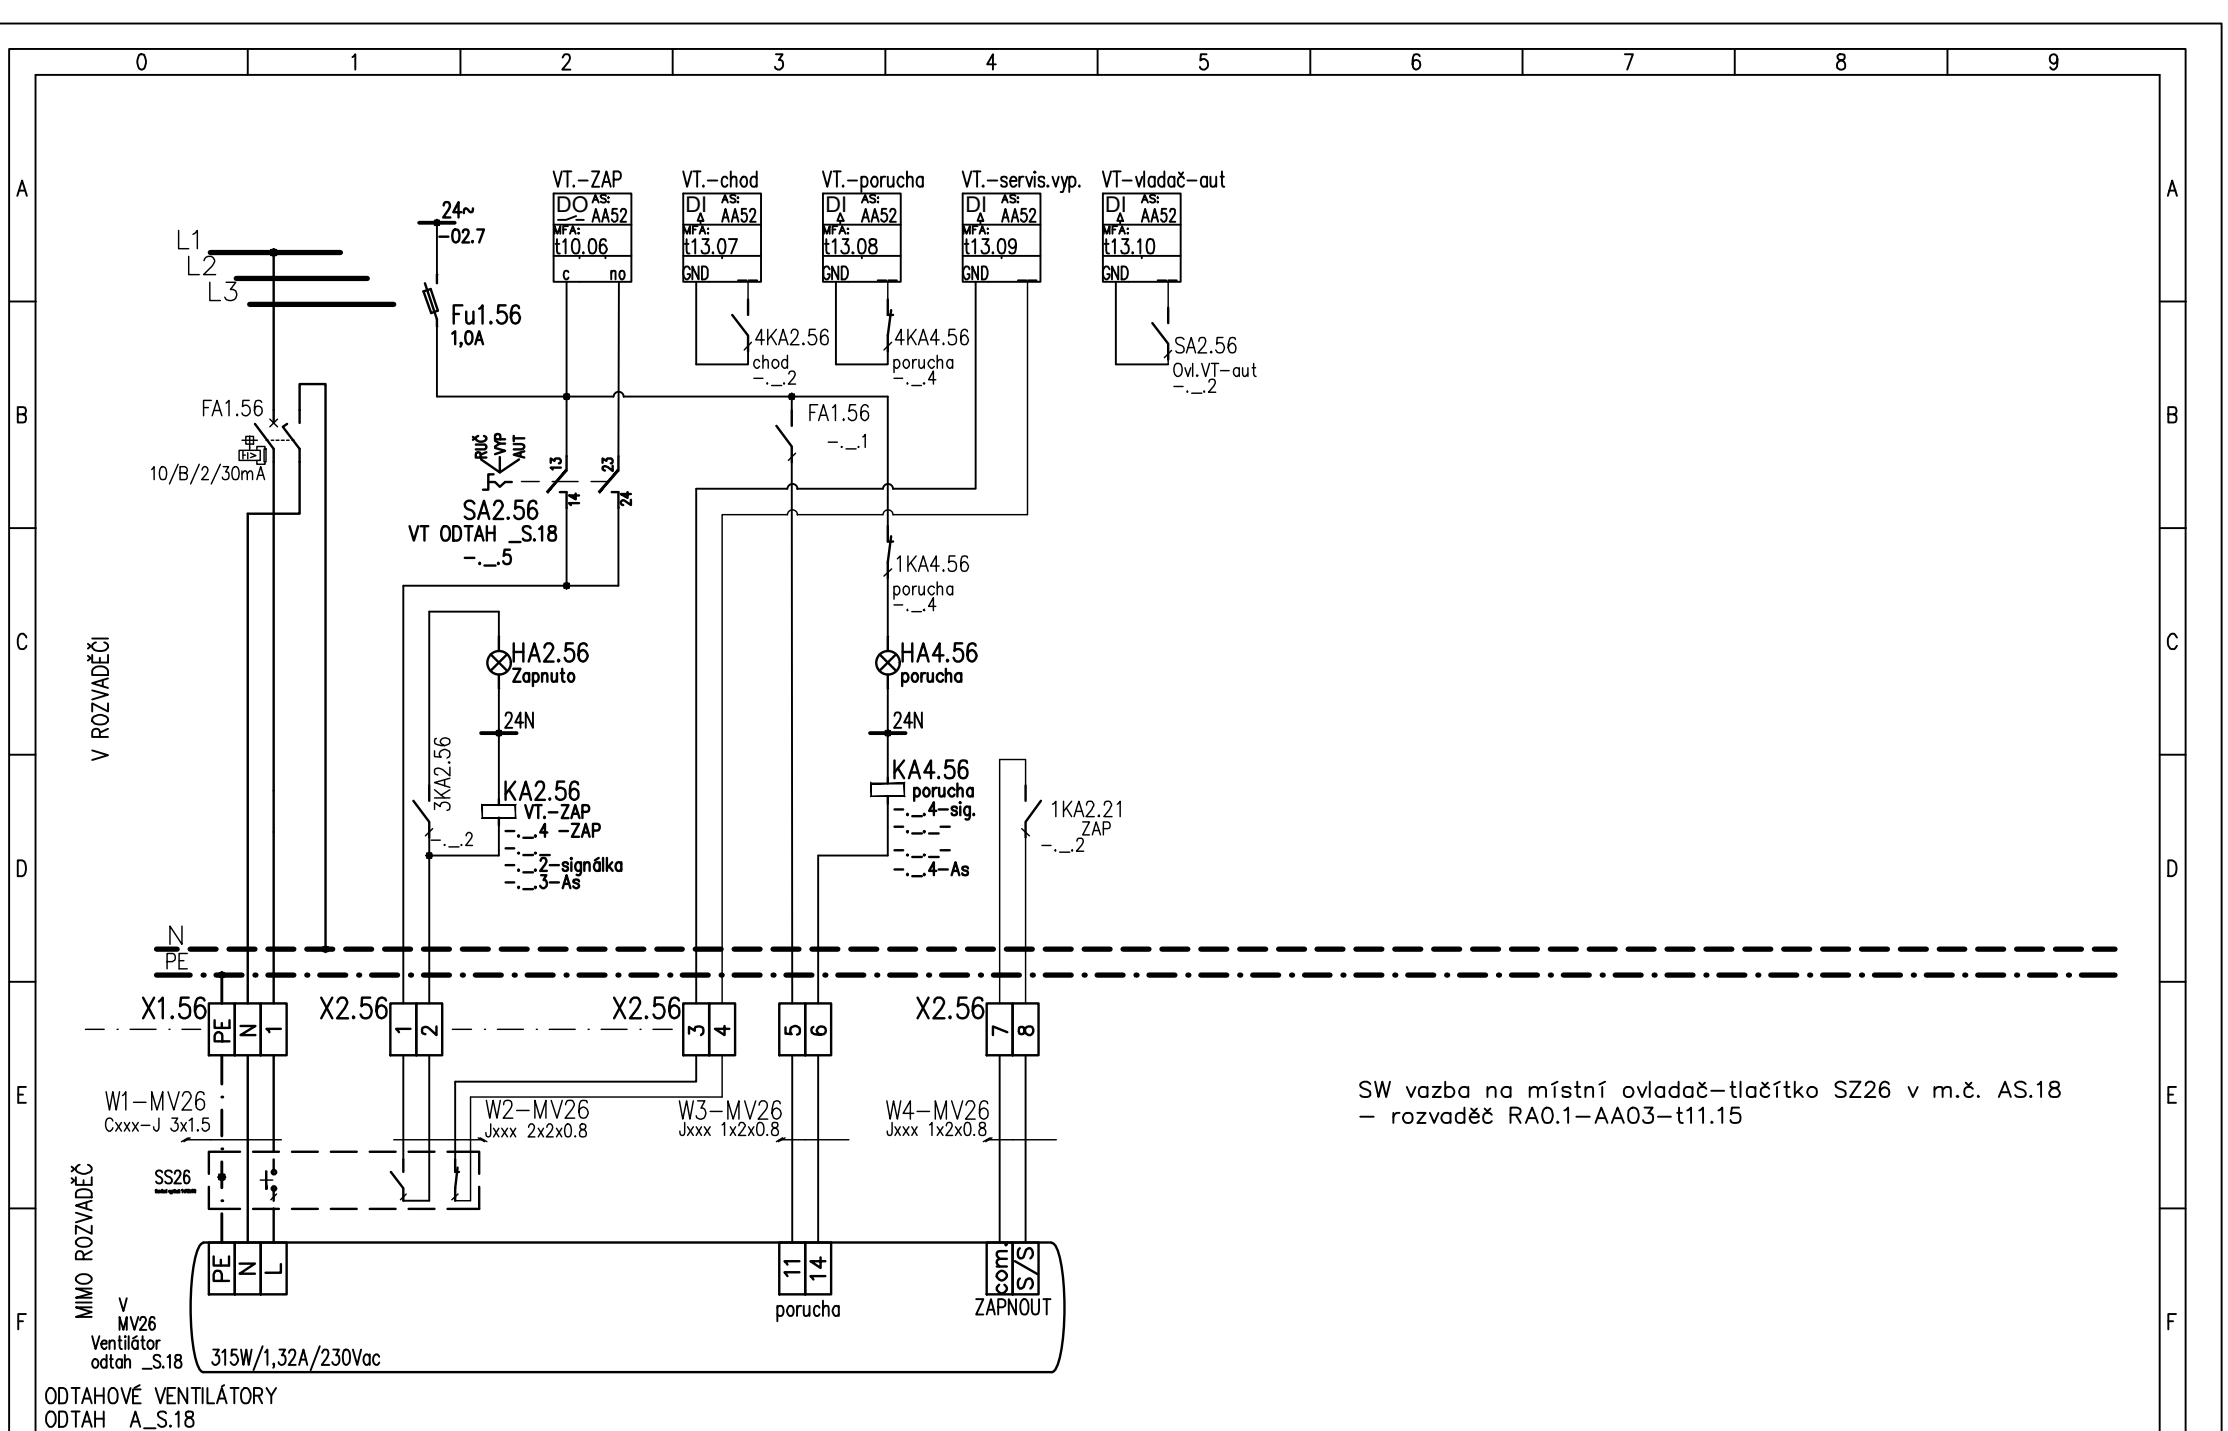 0 1 2 3 4 5 6 7 8 9
A A
VT.-ZAP VT.-chod VT.-porucha VT.-servis.vyp. VT-vladač-aut
DO AS: AA52
MFA:
t10.06
c no
DI AS: AA52
MFA:
t13.07
GND __
DI AS: AA52
MFA:
t13.08
GND __
DI AS: AA52
MFA:
t13.09
GND __
DI AS: AA52
MFA:
t13.10
GND __
24~
-02.7
L1
L2
L3
Fu1.56
1,0A
4KA2.56
chod
-._.2
4KA4.56
porucha
-._.4
SA2.56
Ovl.VT-aut
-._.2
B B
FA1.56
10/B/2/30mA
FA1.56
-._.1
RUČ
VYP
AUT
13
14
23
24
SA2.56
VT ODTAH _S.18
-._.5
1KA4.56
porucha
-._.4
C C
V ROZVADĚČI
HA2.56
Zapnuto
24N
HA4.56
porucha
24N
3KA2.56
-._.2
KA2.56
VT.-ZAP
-._.4 -ZAP
-._._
-._.2-signálka
-._.3-As
KA4.56
porucha
-._.4-sig.
-._._-
-._._-
-._.4-As
1KA2.21
ZAP
-._.2
D D
N
PE
X1.56 PE N 1
X2.56 1 2
X2.56 3 4
5 6
X2.56 7 8
E E
W1-MV26
Cxxx-J 3x1.5
W2-MV26
Jxxx 2x2x0.8
W3-MV26
Jxxx 1x2x0.8
W4-MV26
Jxxx 1x2x0.8
SW vazba na místní ovladač-tlačítko SZ26 v m.č. AS.18
- rozvaděč RA0.1-AA03-t11.15
SS26
MIMO ROZVADĚČ
PE N L
11 14
porucha
com. S/S
ZAPNOUT
F F
V
MV26
Ventilátor
odtah _S.18
315W/1,32A/230Vac
ODTAHOVÉ VENTILÁTORY
ODTAH A_S.18